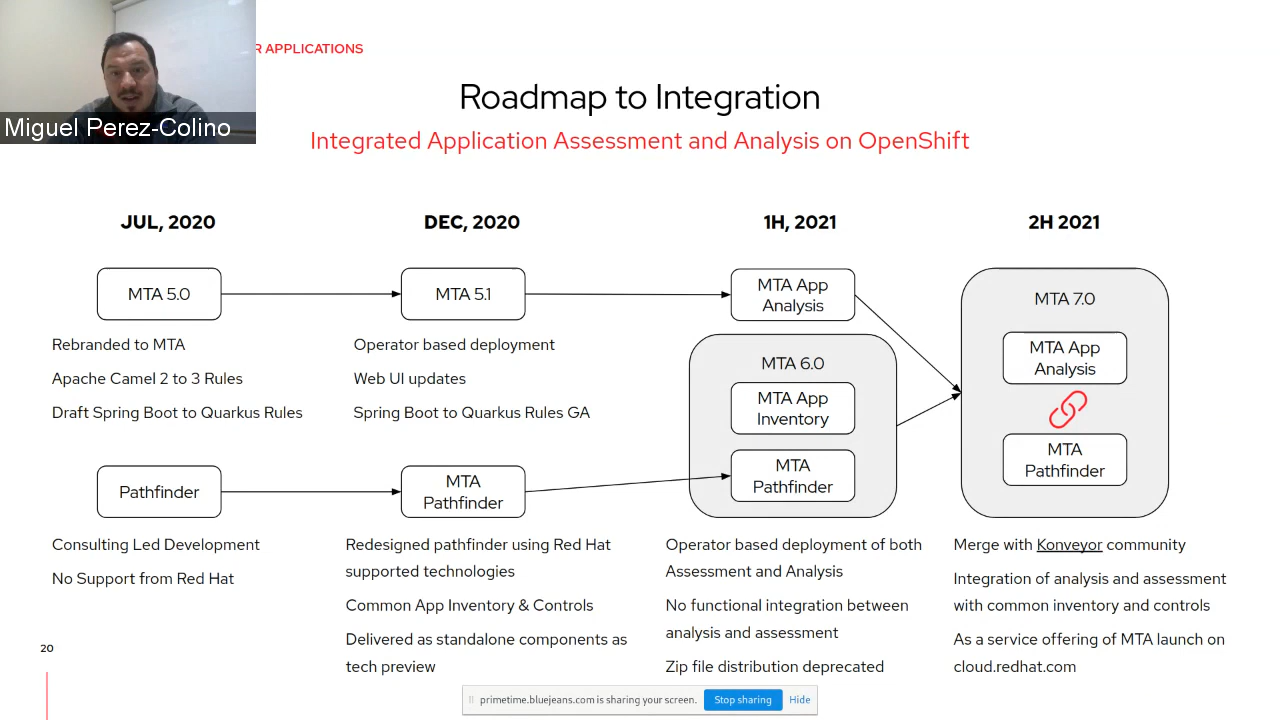 R APPLICATIONS
Miguel Perez-Colino
Roadmap to Integration
Integrated Application Assessment and Analysis on OpenShift
JUL, 2020
DEC, 2020
1H, 2021
2H 2021
MTA 5.0
MTA 5.1
MTA App
Analysis
MTA 7.0
MTA App
Analysis
MTA
Pathfinder
Rebranded to MTA
Apache Camel 2 to 3 Rules
Draft Spring Boot to Quarkus Rules
Operator based deployment
Web UI updates
Spring Boot to Quarkus Rules GA
MTA 6.0
MTA App
Inventory
MTA
Pathfinder
Pathfinder
MTA
Pathfinder
Consulting Led Development
No Support from Red Hat
Redesigned pathfinder using Red Hat
supported technologies
Common App Inventory & Controls
Delivered as standalone components as
tech preview
Operator based deployment of both
Assessment and Analysis
No functional integration between
analysis and assessment
Zip file distribution deprecated
Merge with Konveyor community
Integration of analysis and assessment
with common inventory and controls
As a service offering of MTA launch on
cloud.redhat.com
20
primetime.bluejeans.com is sharing your screen.
Stop sharing
Hide